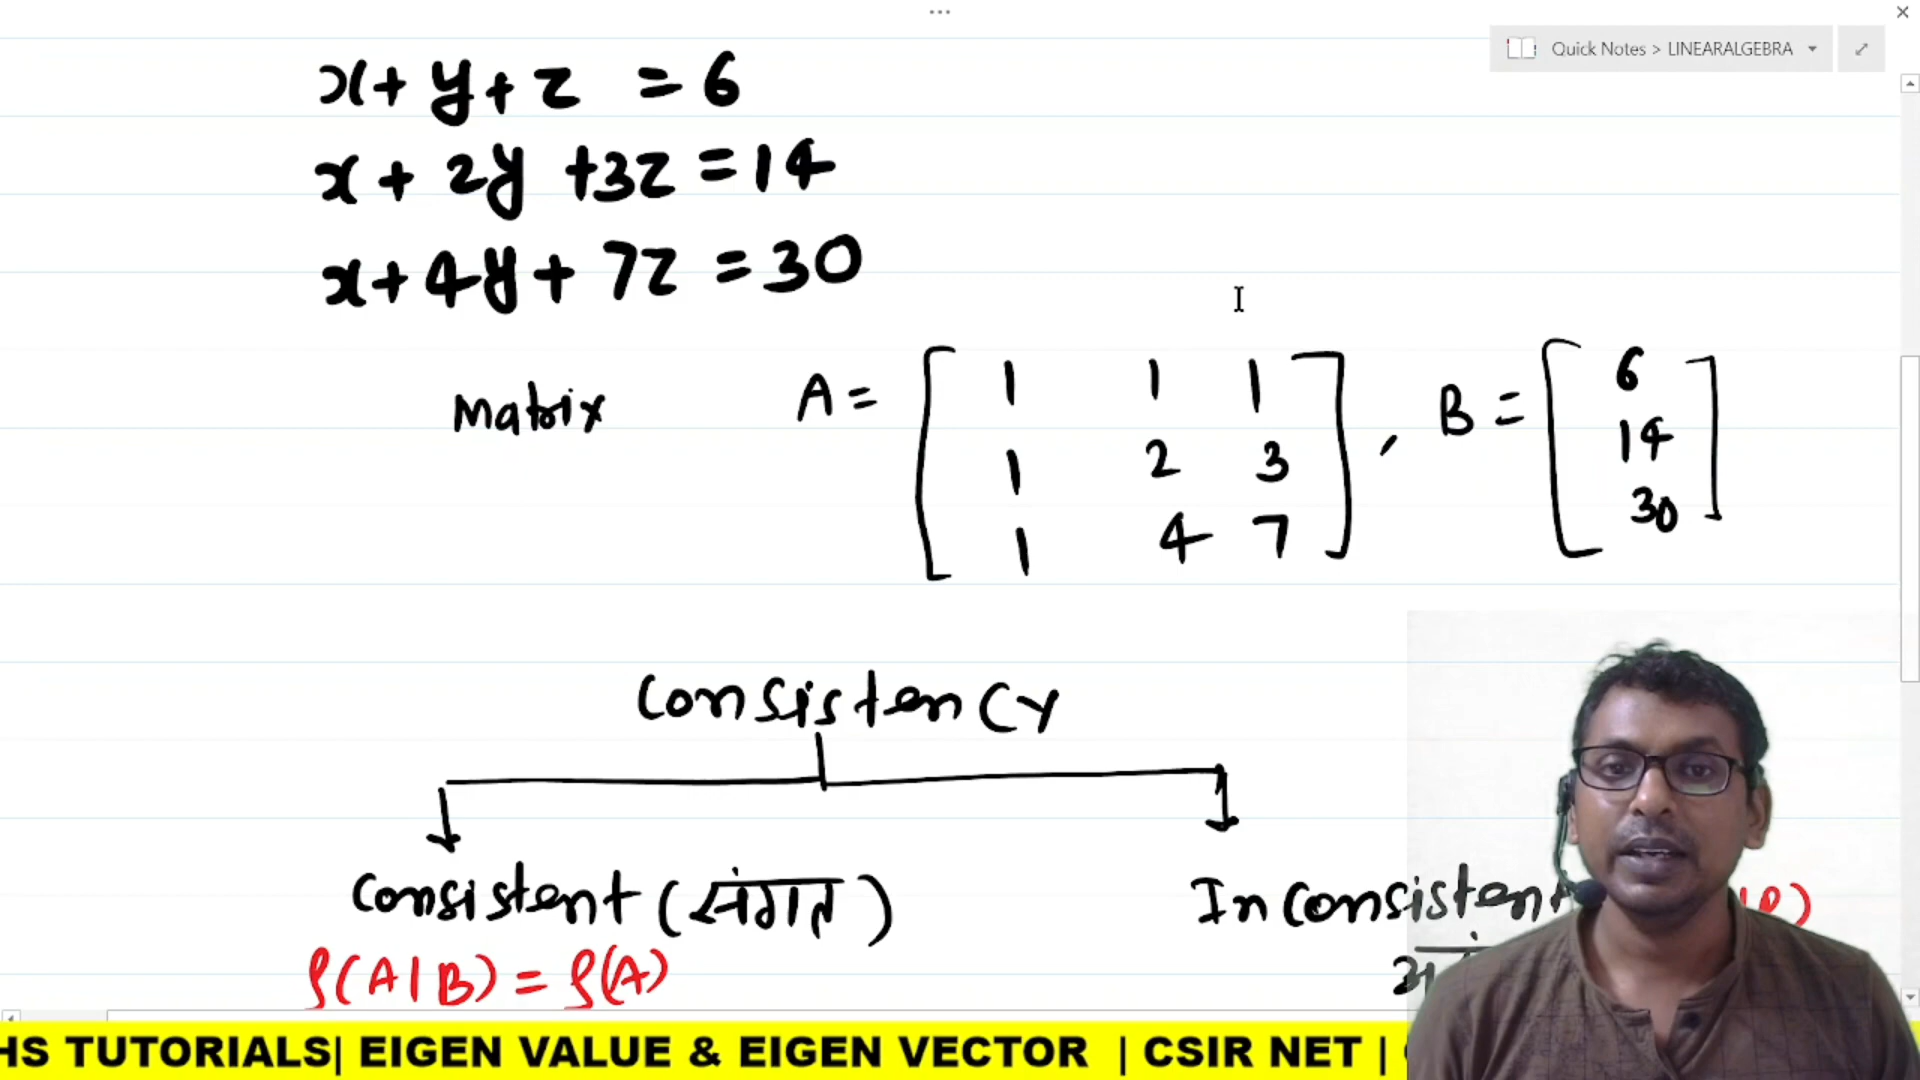 Quick Notes > LINEARALGEBRA
x + y + z = 6
x + 2y + 3z = 14
x + 4y + 7z = 30
Matrix A = [ 1 1 1
1 2 3
1 4 7 ] , B = [ 6
14
30 ]
Consistency
Consistent (संगत)
InConsistent
ρ(A|B) = ρ(A)
HS TUTORIALS| EIGEN VALUE & EIGEN VECTOR | CSIR NET |